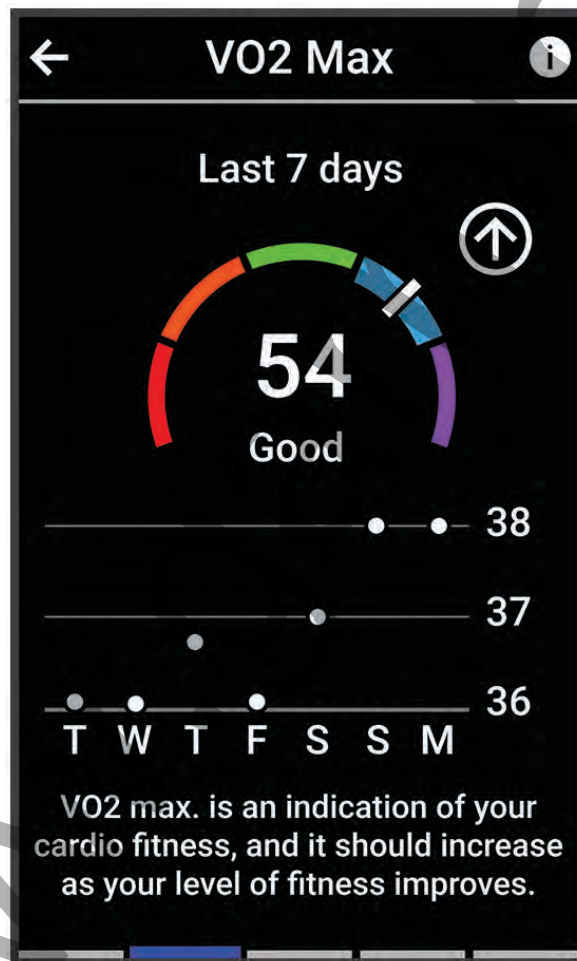 VO2 Max
Last 7 days
54
Good
38
37
36
T W T F S S M
VO2 max. is an indication of your
cardio fitness, and it should increase
as your level of fitness improves.